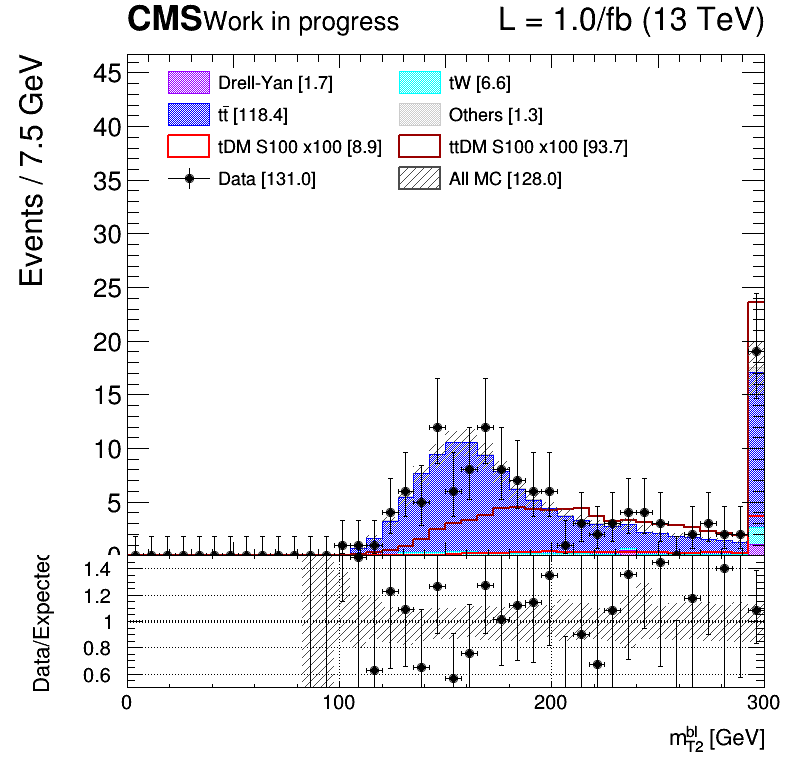 CMS Work in progress L = 1.0/fb (13 TeV)
Events / 7.5 GeV
45
40
35
30
25
20
15
10
5
0
Drell-Yan [1.7] tW [6.6]
tt̄ [118.4] Others [1.3]
tDM S100 x100 [8.9] ttDM S100 x100 [93.7]
Data [131.0] All MC [128.0]
Data/Expected
1.4
1.2
1
0.8
0.6
0 100 200 300
m_{T2}^{bl} [GeV]